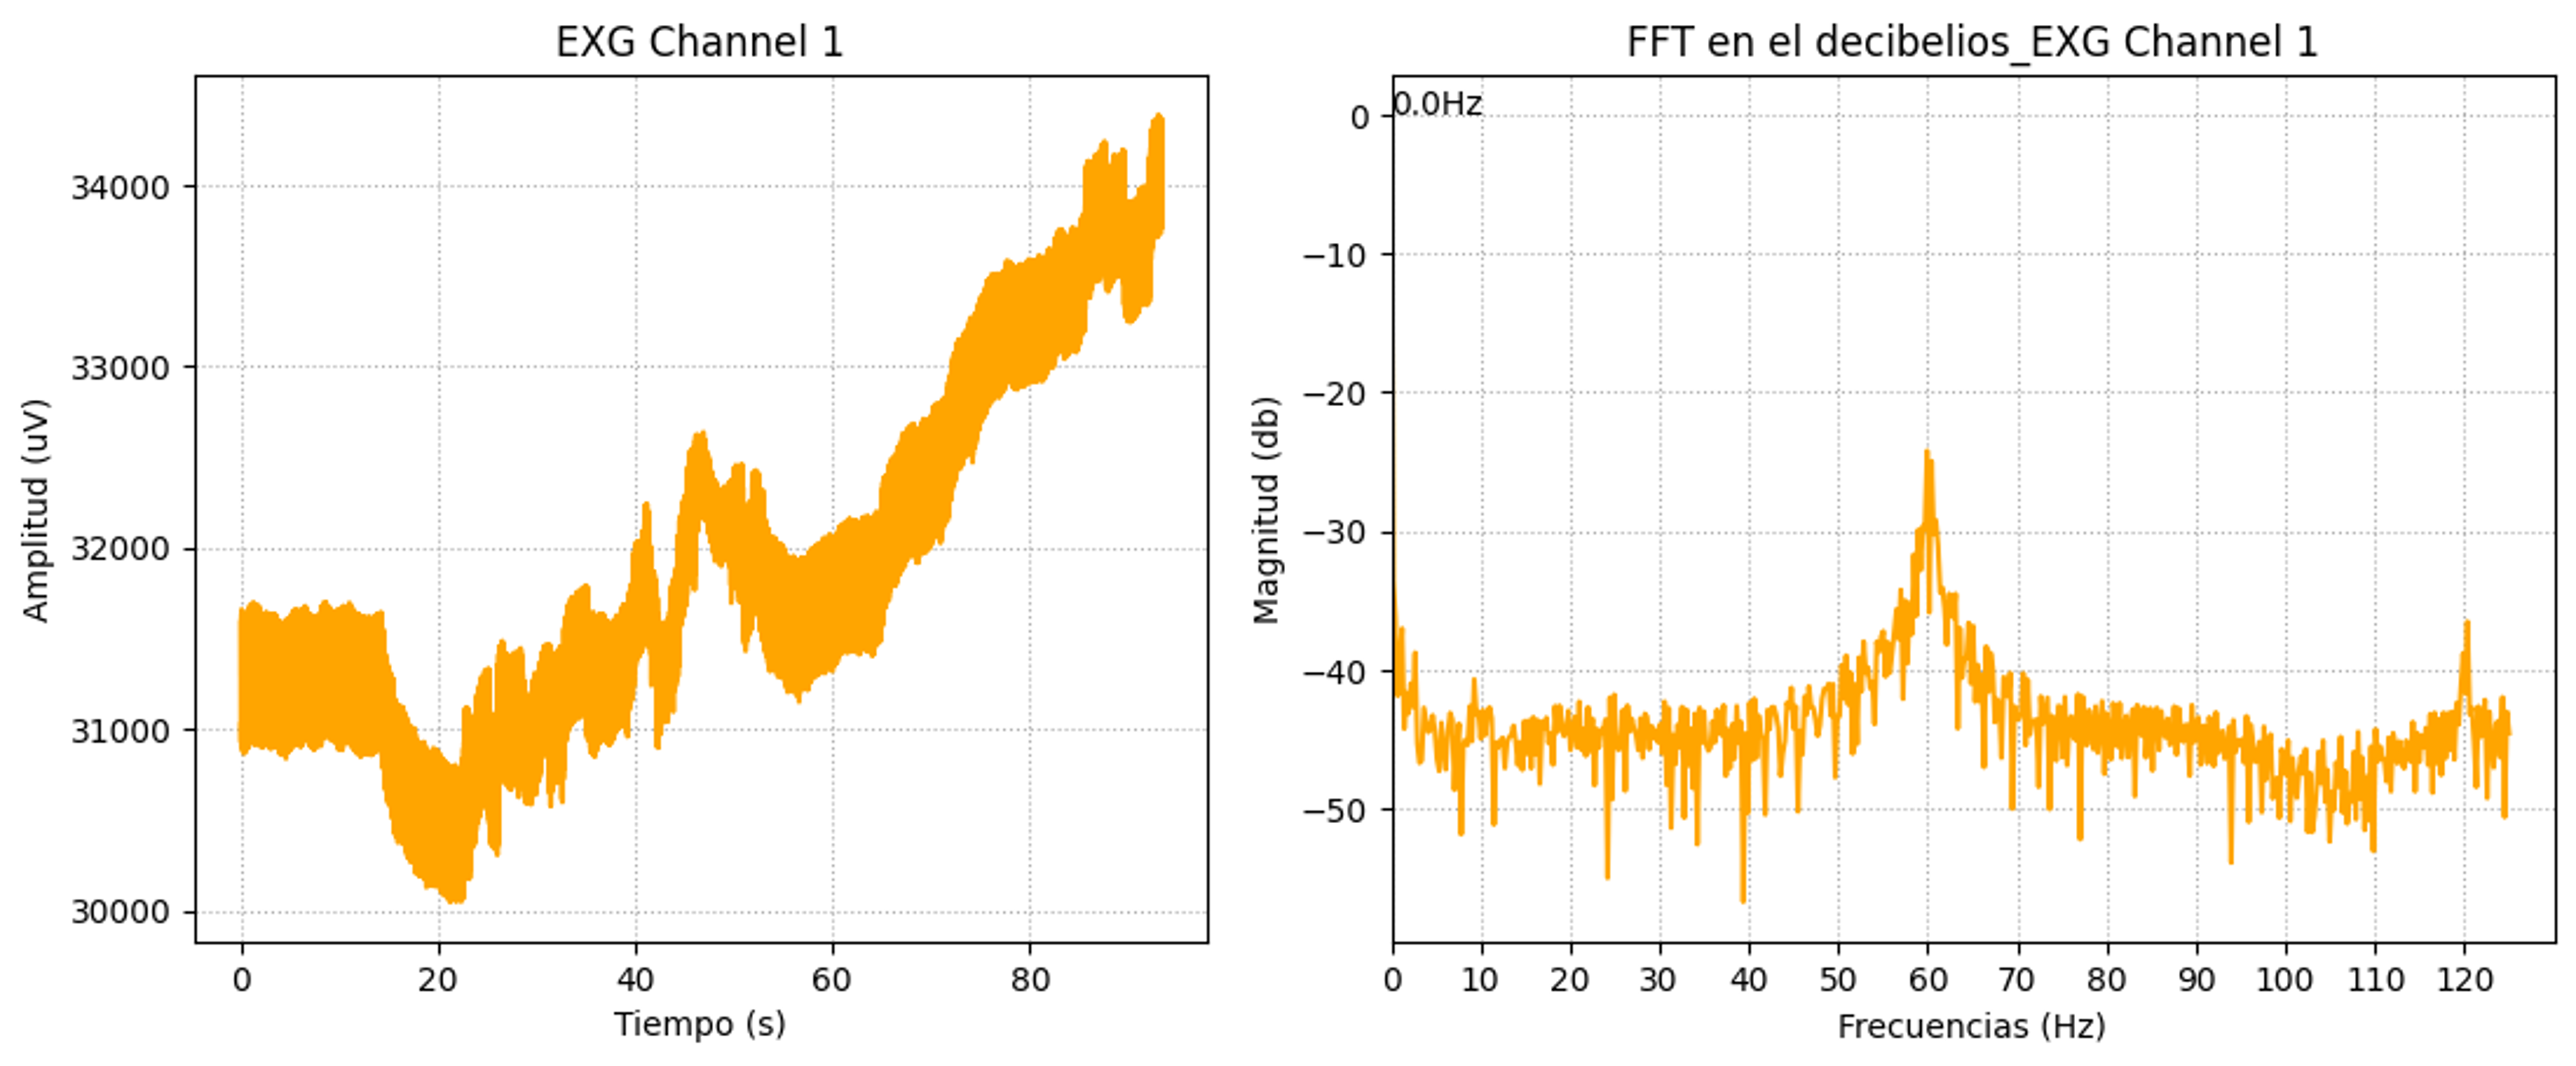 EXG Channel 1
Amplitud (uV)
34000
33000
32000
31000
30000
0 20 40 60 80
Tiempo (s)
FFT en el decibelios_EXG Channel 1
0.0Hz
Magnitud (db)
0
−10
−20
−30
−40
−50
0 10 20 30 40 50 60 70 80 90 100 110 120
Frecuencias (Hz)